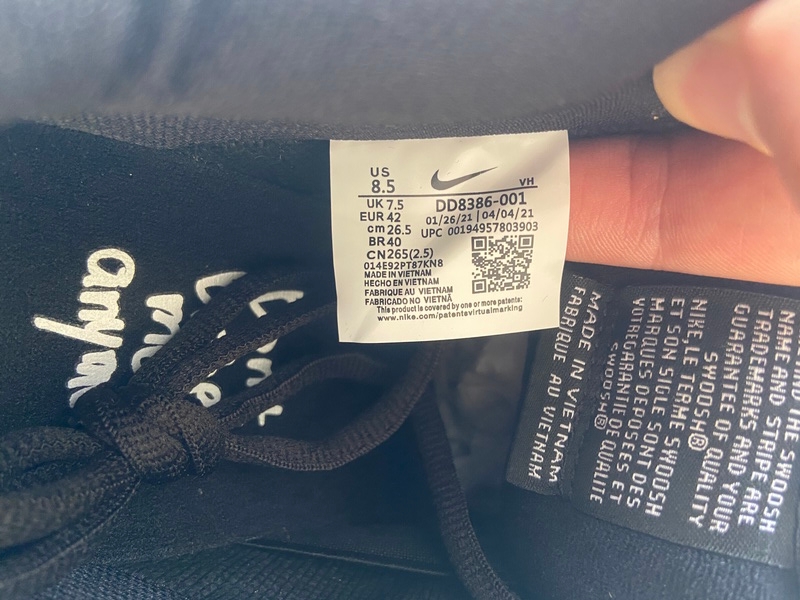 US
8.5
VH
UK 7.5
EUR 42
cm 26.5
BR 40
CN 265(2.5)
DD8386-001
01/26/21 | 04/04/21
UPC 00194957803903
014E92PT87KN8
MADE IN VIETNAM
HECHO EN VIETNAM
FABRIQUE AU VIETNAM
FABRICADO NO VIETNÃ
This product is covered by one or more patents:
www.nike.com/patentsvirtualmarking
MADE IN VIETNAM
FABRIQUÉ AU VIETNAM
AND THE SWOOSH
NAME AND STRIPE ARE
TRADEMARKS AND YOUR
GUARANTEE OF QUALITY
SWOOSH®
NIKE, LE TERME SWOOSH
ET SON SIGLE SONT DES
MARQUES DEPOSEES ET
VOTRE GARANTIE DE QUALITE
SWOOSH®